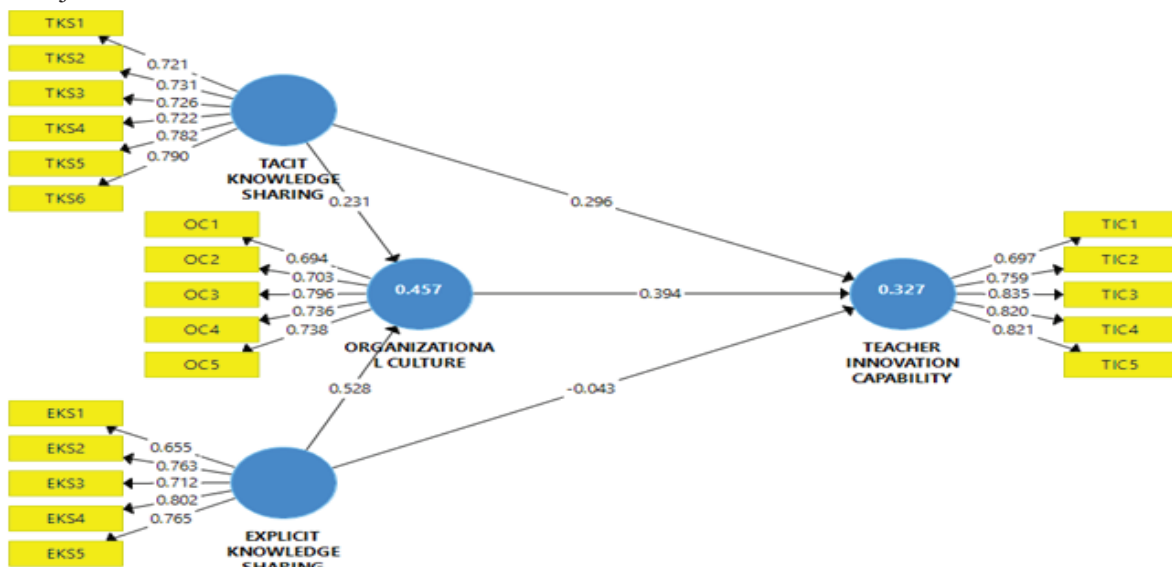 TKS1
TKS2
TKS3
TKS4
TKS5
TKS6
0.721
0.731
0.726
0.722
0.782
0.790
TACIT
KNOWLEDGE
SHARING
0.231
0.296
OC1
OC2
OC3
OC4
OC5
0.694
0.703
0.796
0.736
0.738
0.457
ORGANIZATIONA
L CULTURE
0.394
0.327
TEACHER
INNOVATION
CAPABILITY
0.697
0.759
0.835
0.820
0.821
TIC1
TIC2
TIC3
TIC4
TIC5
0.528
-0.043
EKS1
EKS2
EKS3
EKS4
EKS5
0.655
0.763
0.712
0.802
0.765
EXPLICIT
KNOWLEDGE
SHARING